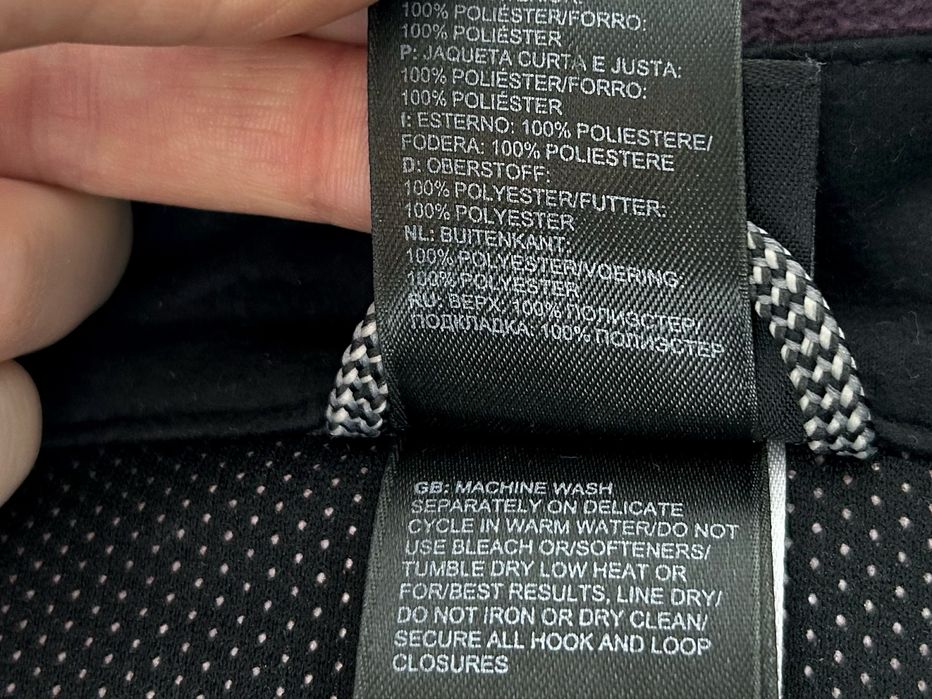 100% POLIÉSTER/FORRO:
100% POLIÉSTER
P: JAQUETA CURTA E JUSTA:
100% POLIÉSTER/FORRO:
100% POLIÉSTER
I: ESTERNO: 100% POLIESTERE/
FODERA: 100% POLIESTERE
D: OBERSTOFF:
100% POLYESTER/FUTTER:
100% POLYESTER
NL: BUITENKANT:
100% POLYESTER/VOERING:
100% POLYESTER
RU: ВЕРХ: 100% ПОЛИЭСТЕР/
ПОДКЛАДКА: 100% ПОЛИЭСТЕР
GB: MACHINE WASH
SEPARATELY ON DELICATE
CYCLE IN WARM WATER/DO NOT
USE BLEACH OR/SOFTENERS/
TUMBLE DRY LOW HEAT OR
FOR/BEST RESULTS, LINE DRY/
DO NOT IRON OR DRY CLEAN/
SECURE ALL HOOK AND LOOP
CLOSURES